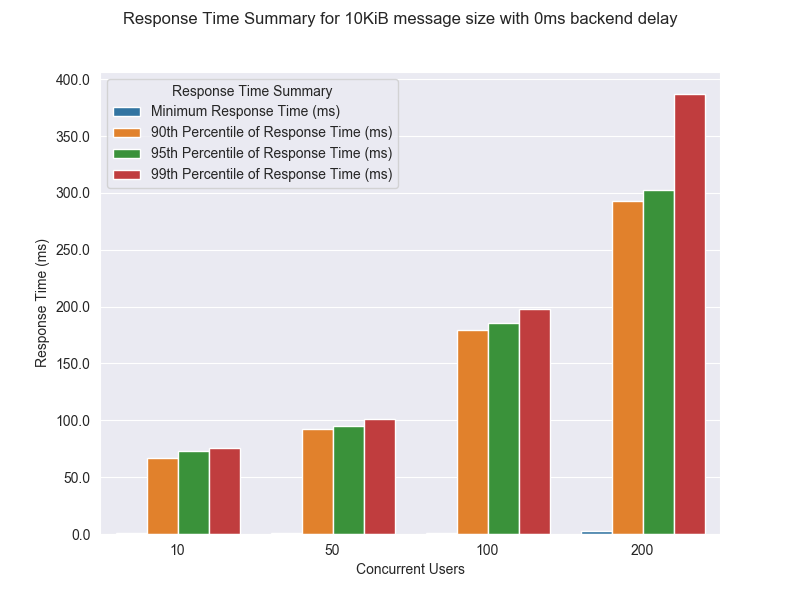 Response Time Summary for 10KiB message size with 0ms backend delay
400.0
350.0
300.0
250.0
200.0
150.0
100.0
50.0
0.0
Response Time (ms)
Response Time Summary
Minimum Response Time (ms)
90th Percentile of Response Time (ms)
95th Percentile of Response Time (ms)
99th Percentile of Response Time (ms)
10
50
100
200
Concurrent Users